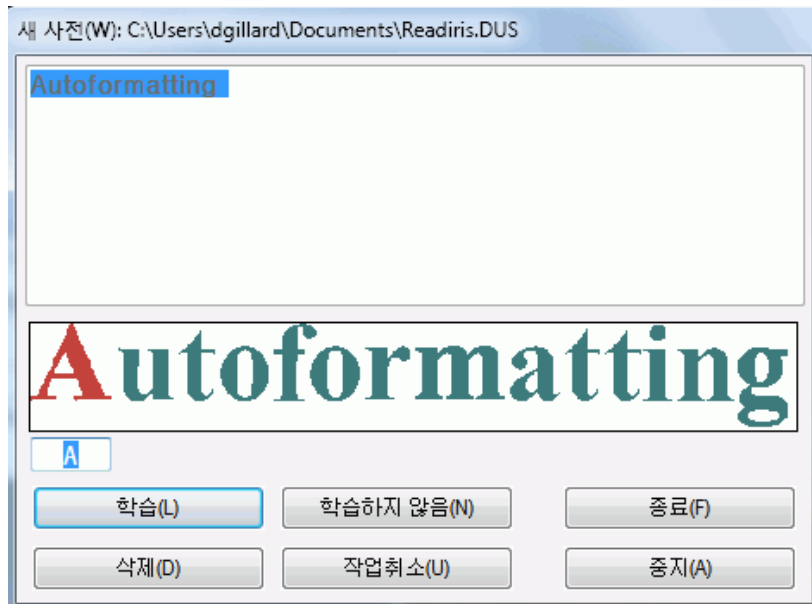 새 사전(W): C:\Users\dgillard\Documents\Readiris.DUS
Autoformatting
Autoformatting
A
학습(L) 학습하지 않음(N) 종료(F)
삭제(D) 작업취소(U) 중지(A)